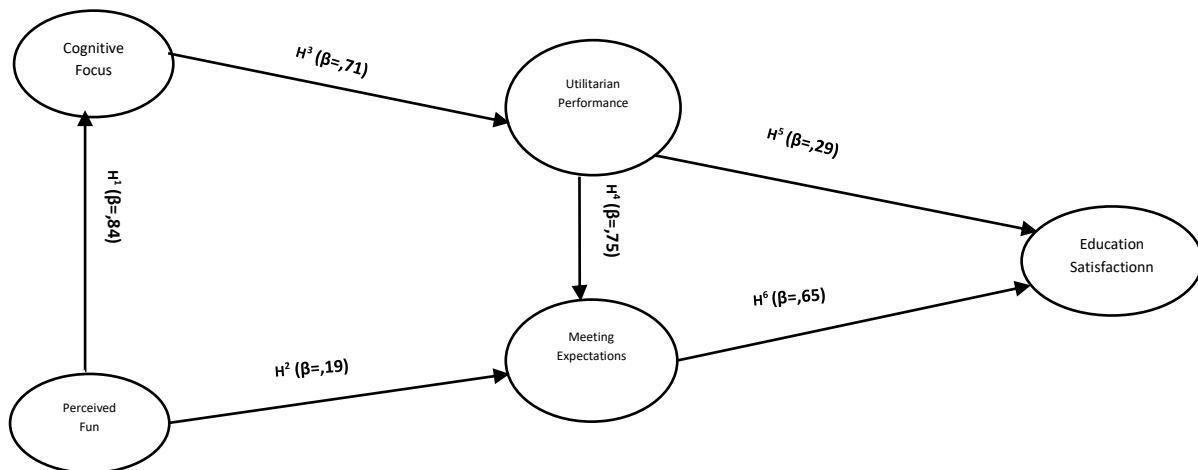 Cognitive
Focus
H³ (β=,71)
Utilitarian
Performance
H⁵ (β=,29)
H¹ (β=,84)
H⁴ (β=,75)
Education
Satisfactionn
H⁶ (β=,65)
Meeting
Expectations
H² (β=,19)
Perceived
Fun